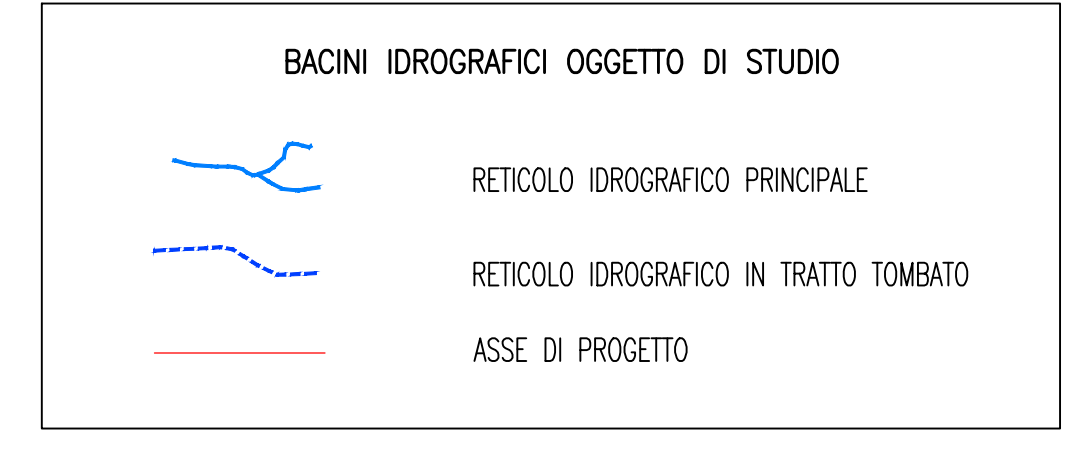 BACINI IDROGRAFICI OGGETTO DI STUDIO
RETICOLO IDROGRAFICO PRINCIPALE
RETICOLO IDROGRAFICO IN TRATTO TOMBATO
ASSE DI PROGETTO